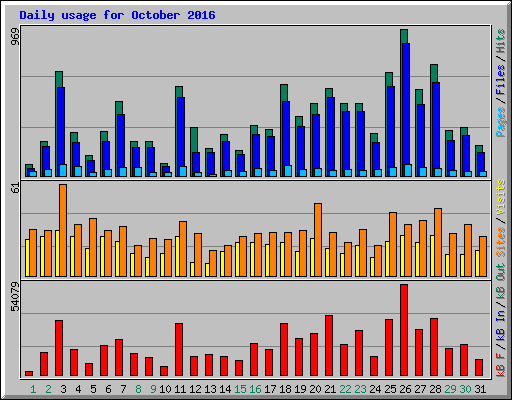 Daily usage for October 2016
969
Pages / Files / Hits
61
Sites / Visits
54079
kB F / kB In / kB Out
1 2 3 4 5 6 7 8 9 10 11 12 13 14 15 16 17 18 19 20 21 22 23 24 25 26 27 28 29 30 31